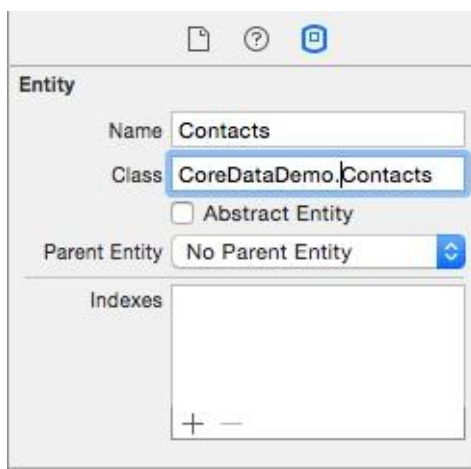 Entity
Name Contacts
Class CoreDataDemo.Contacts
Abstract Entity
Parent Entity No Parent Entity
Indexes